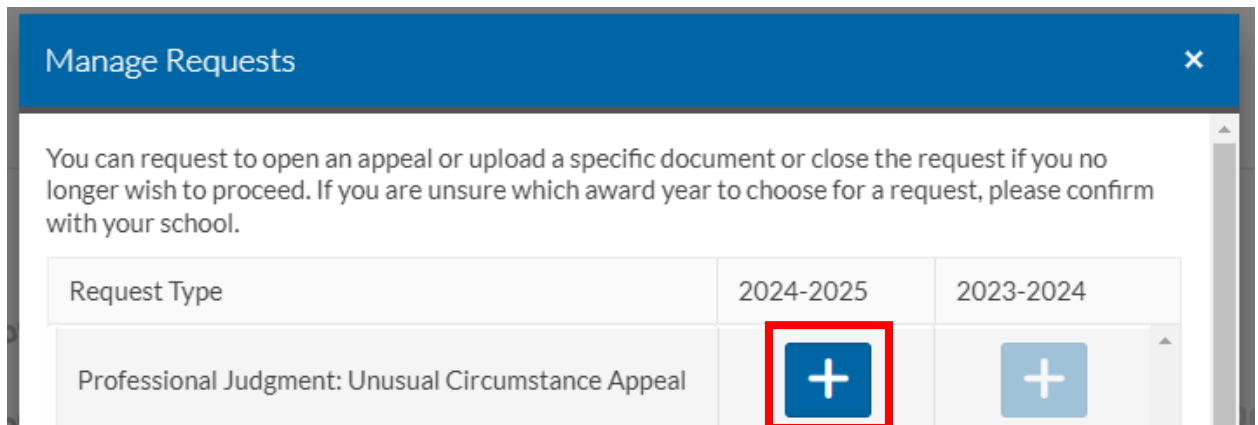 Manage Requests ×
You can request to open an appeal or upload a specific document or close the request if you no
longer wish to proceed. If you are unsure which award year to choose for a request, please confirm
with your school.
Request Type 2024-2025 2023-2024
Professional Judgment: Unusual Circumstance Appeal + +